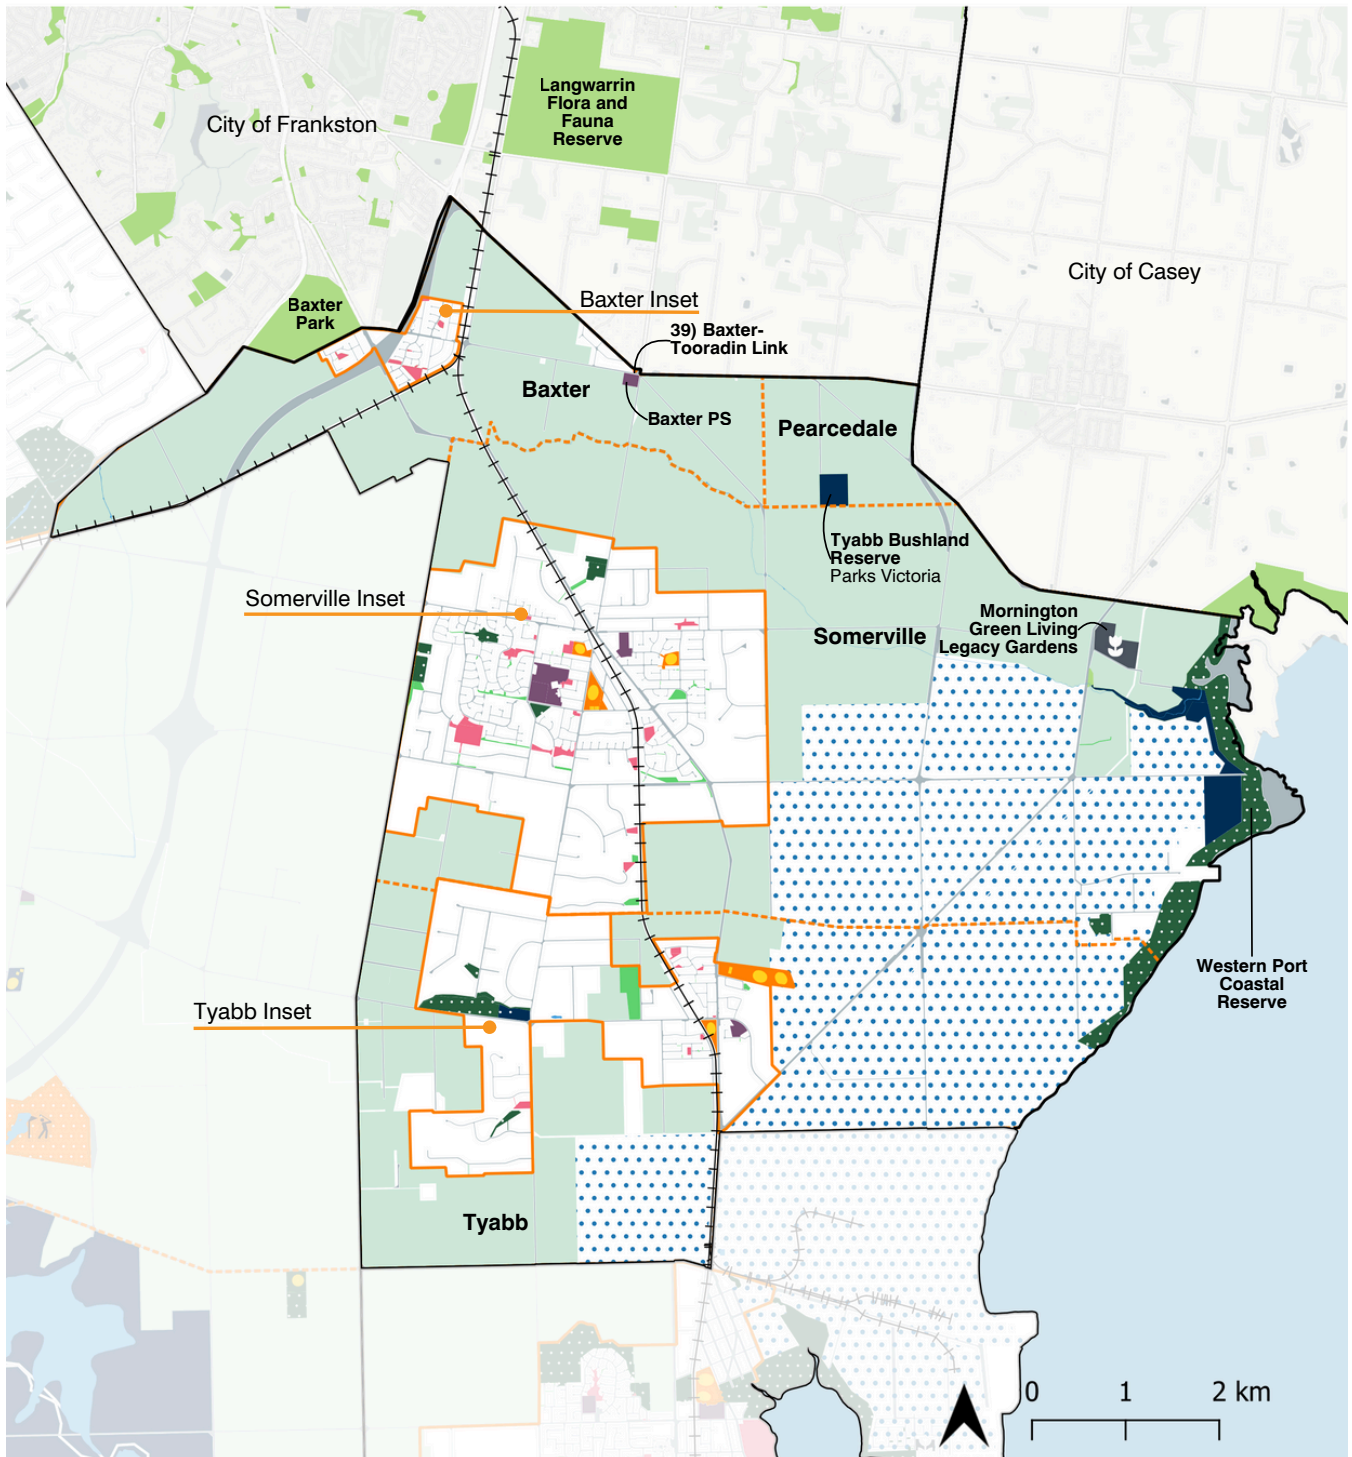 Langwarrin
Flora and
Fauna
Reserve
City of Frankston
City of Casey
Baxter Inset
Baxter
Park
39) Baxter-
Tooradin Link
Baxter
Baxter PS
Pearcedale
Tyabb Bushland
Reserve
Parks Victoria
Somerville Inset
Mornington
Green Living
Legacy Gardens
Somerville
Western Port
Coastal
Reserve
Tyabb Inset
Tyabb
0 1 2 km